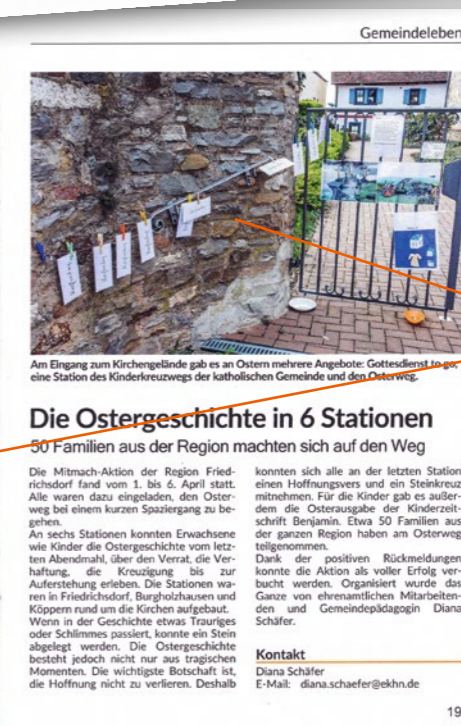 Gemeindeleben
Am Eingang zum Kirchengelände gab es an Ostern mehrere Angebote: Gottesdienst to go,
eine Station des Kinderkreuzwegs der katholischen Gemeinde und den Osterweg.
Die Ostergeschichte in 6 Stationen
50 Familien aus der Region machten sich auf den Weg
Die Mitmach-Aktion der Region Fried-
richsdorf fand vom 1. bis 6. April statt.
Alle waren dazu eingeladen, den Oster-
weg bei einem kurzen Spaziergang zu be-
gehen.
An sechs Stationen konnten Erwachsene
wie Kinder die Ostergeschichte vom letz-
ten Abendmahl, über den Verrat, die Ver-
haftung, die Kreuzigung bis zur
Auferstehung erleben. Die Stationen wa-
ren in Friedrichsdorf, Burgholzhausen und
Köppern rund um die Kirchen aufgebaut.
Wenn in der Geschichte etwas Trauriges
oder Schlimmes passiert, konnte ein Stein
abgelegt werden. Die Ostergeschichte
besteht jedoch nicht nur aus tragischen
Momenten. Die wichtigste Botschaft ist,
die Hoffnung nicht zu verlieren. Deshalb
konnten sich alle an der letzten Station
einen Hoffnungsvers und ein Steinkreuz
mitnehmen. Für die Kinder gab es außer-
dem die Osterausgabe der Kinderzeit-
schrift Benjamin. Etwa 50 Familien aus
der ganzen Region haben am Osterweg
teilgenommen.
Dank der positiven Rückmeldungen
konnte die Aktion als voller Erfolg ver-
bucht werden. Organisiert wurde das
Ganze von ehrenamtlichen Mitarbeiten-
den und Gemeindepädagogin Diana
Schäfer.
Kontakt
Diana Schäfer
E-Mail: diana.schaefer@ekhn.de
19